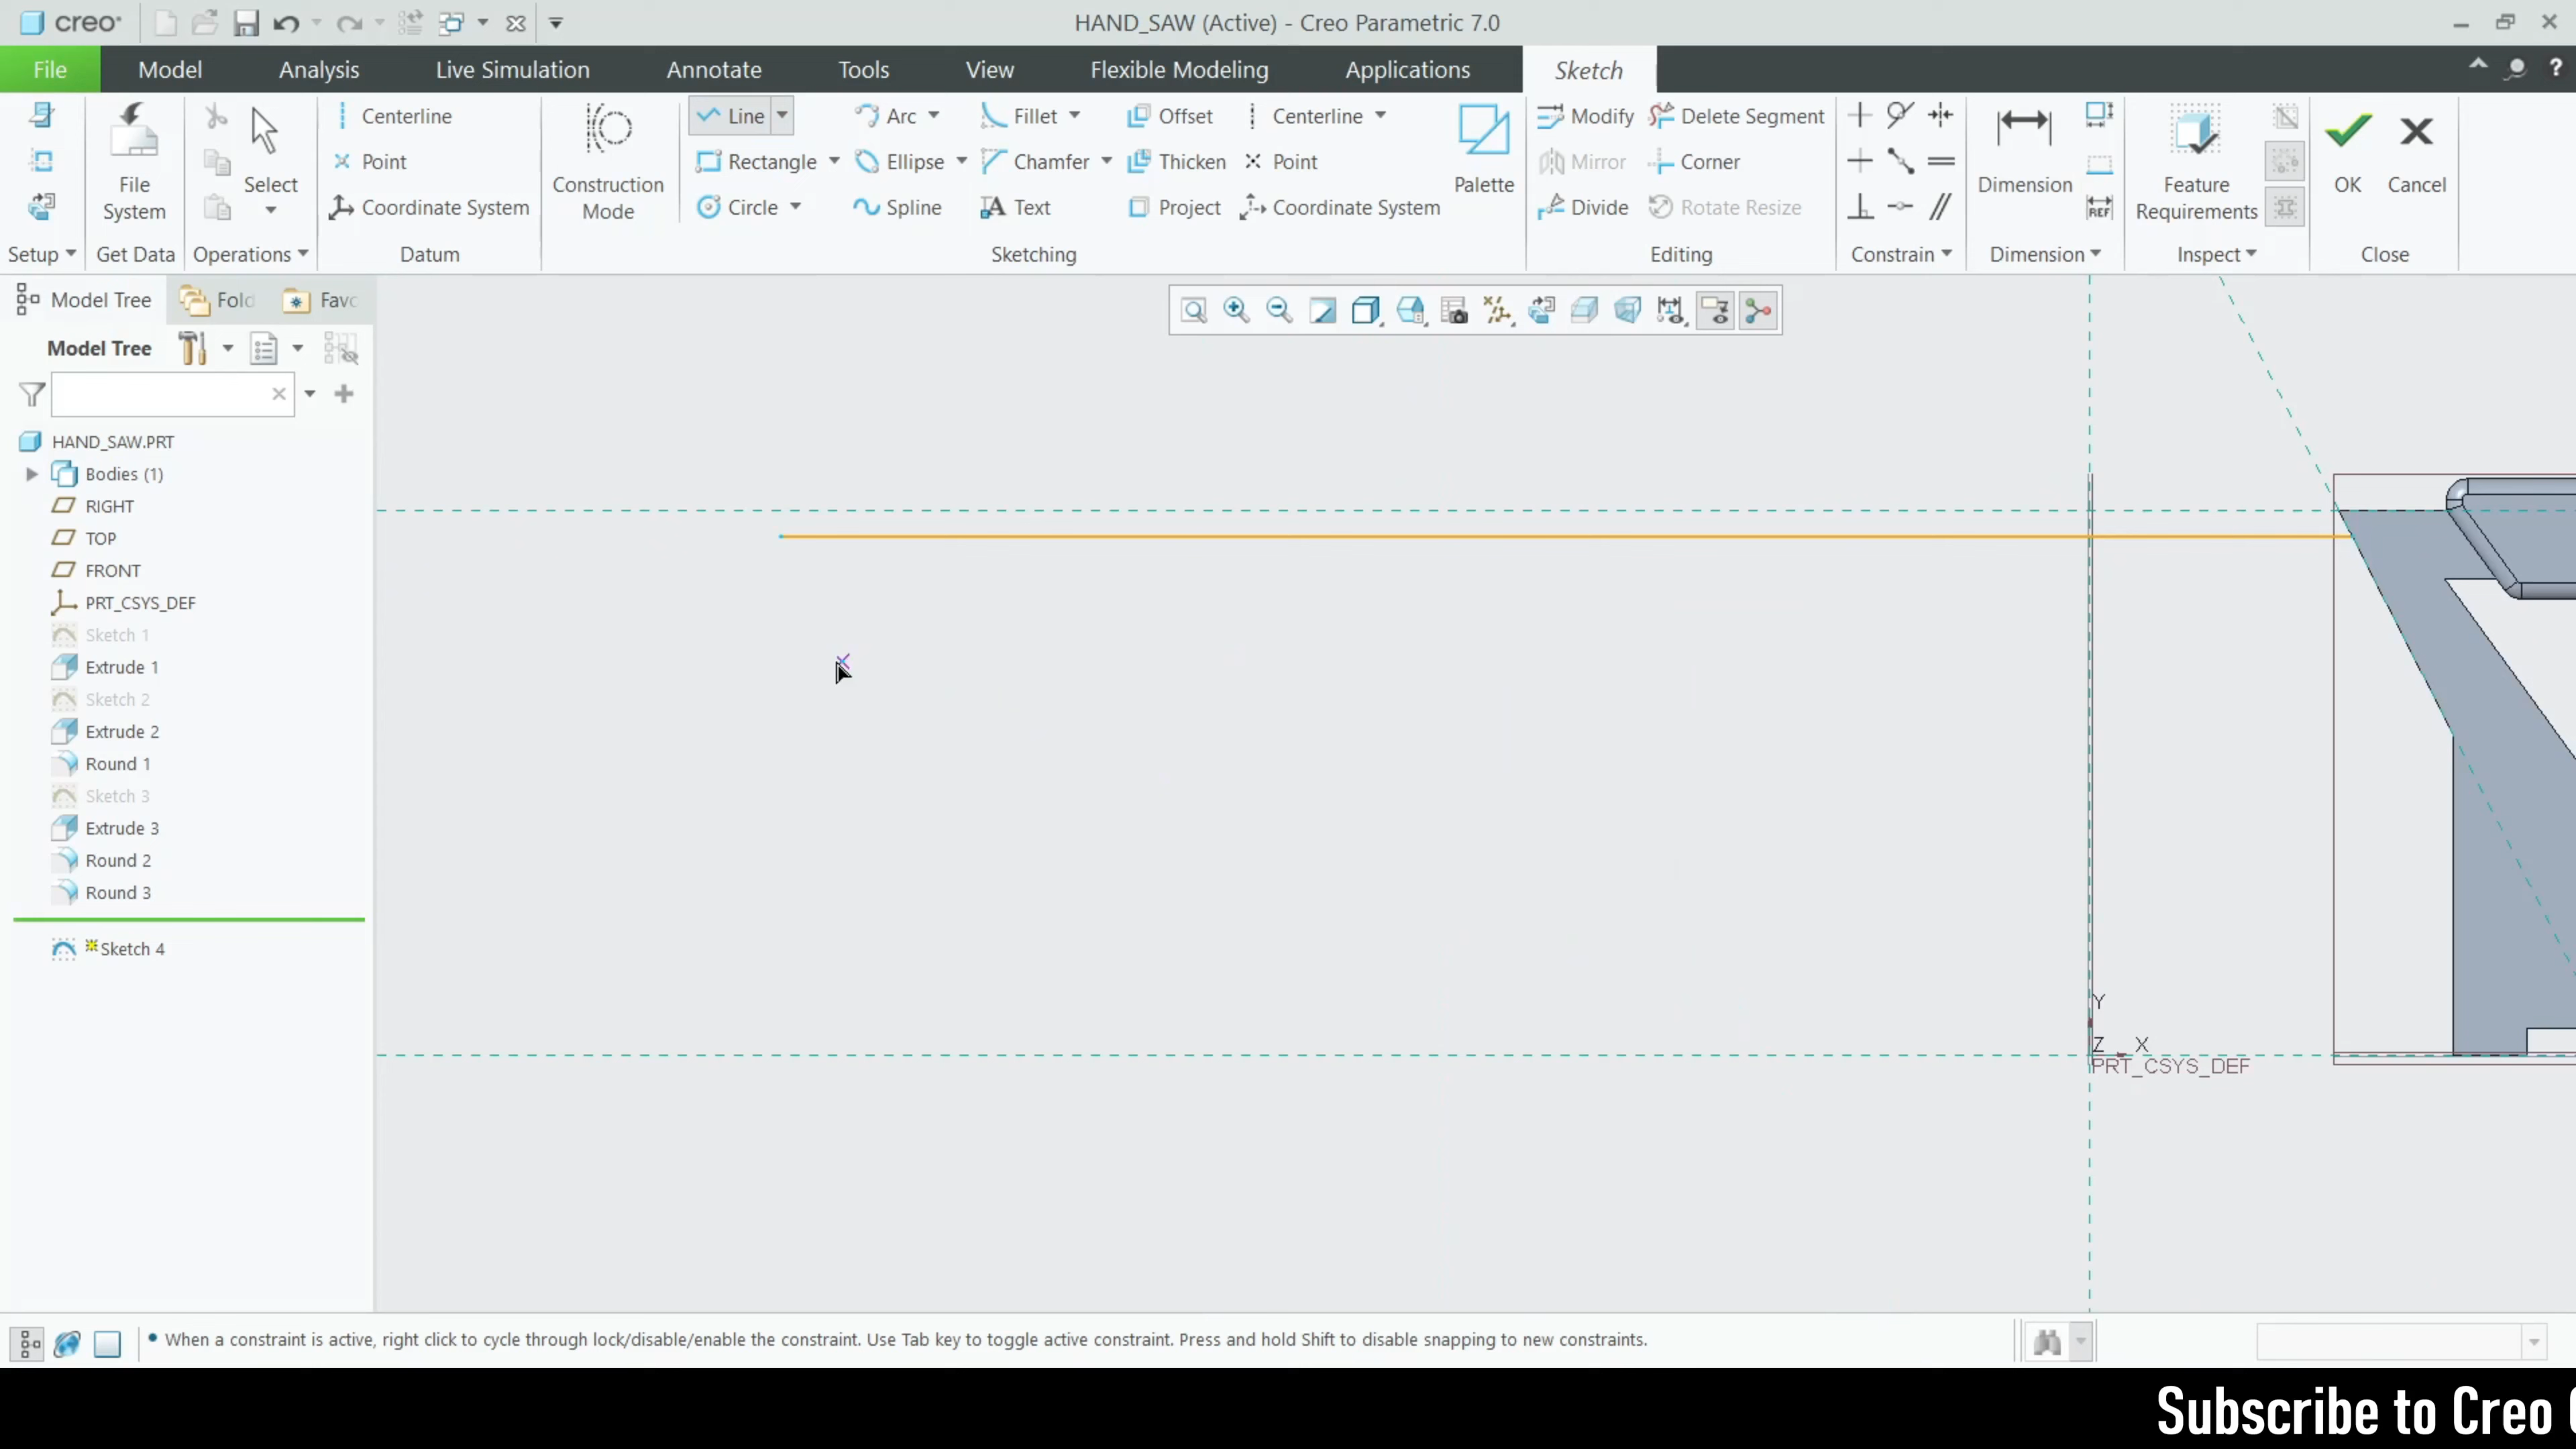 creo
HAND_SAW (Active) - Creo Parametric 7.0
File Model Analysis Live Simulation Annotate Tools View Flexible Modeling Applications Sketch
Centerline Line Arc Fillet Offset Centerline Modify Delete Segment
Point Rectangle Ellipse Chamfer Thicken Point Mirror Corner
File System Select Construction Mode Palette Dimension REF Feature Requirements OK Cancel
Coordinate System Circle Spline Text Project Coordinate System Divide Rotate Resize
Setup Get Data Operations Datum Sketching Editing Constrain Dimension Inspect Close
Model Tree Fold Favo
Model Tree
HAND_SAW.PRT
Bodies (1)
RIGHT
TOP
FRONT
PRT_CSYS_DEF
Sketch 1
Extrude 1
Sketch 2
Extrude 2
Round 1
Sketch 3
Extrude 3
Round 2
Round 3
Sketch 4
Y
Z X
PRT_CSYS_DEF
When a constraint is active, right click to cycle through lock/disable/enable the constraint. Use Tab key to toggle active constraint. Press and hold Shift to disable snapping to new constraints.
Subscribe to Creo